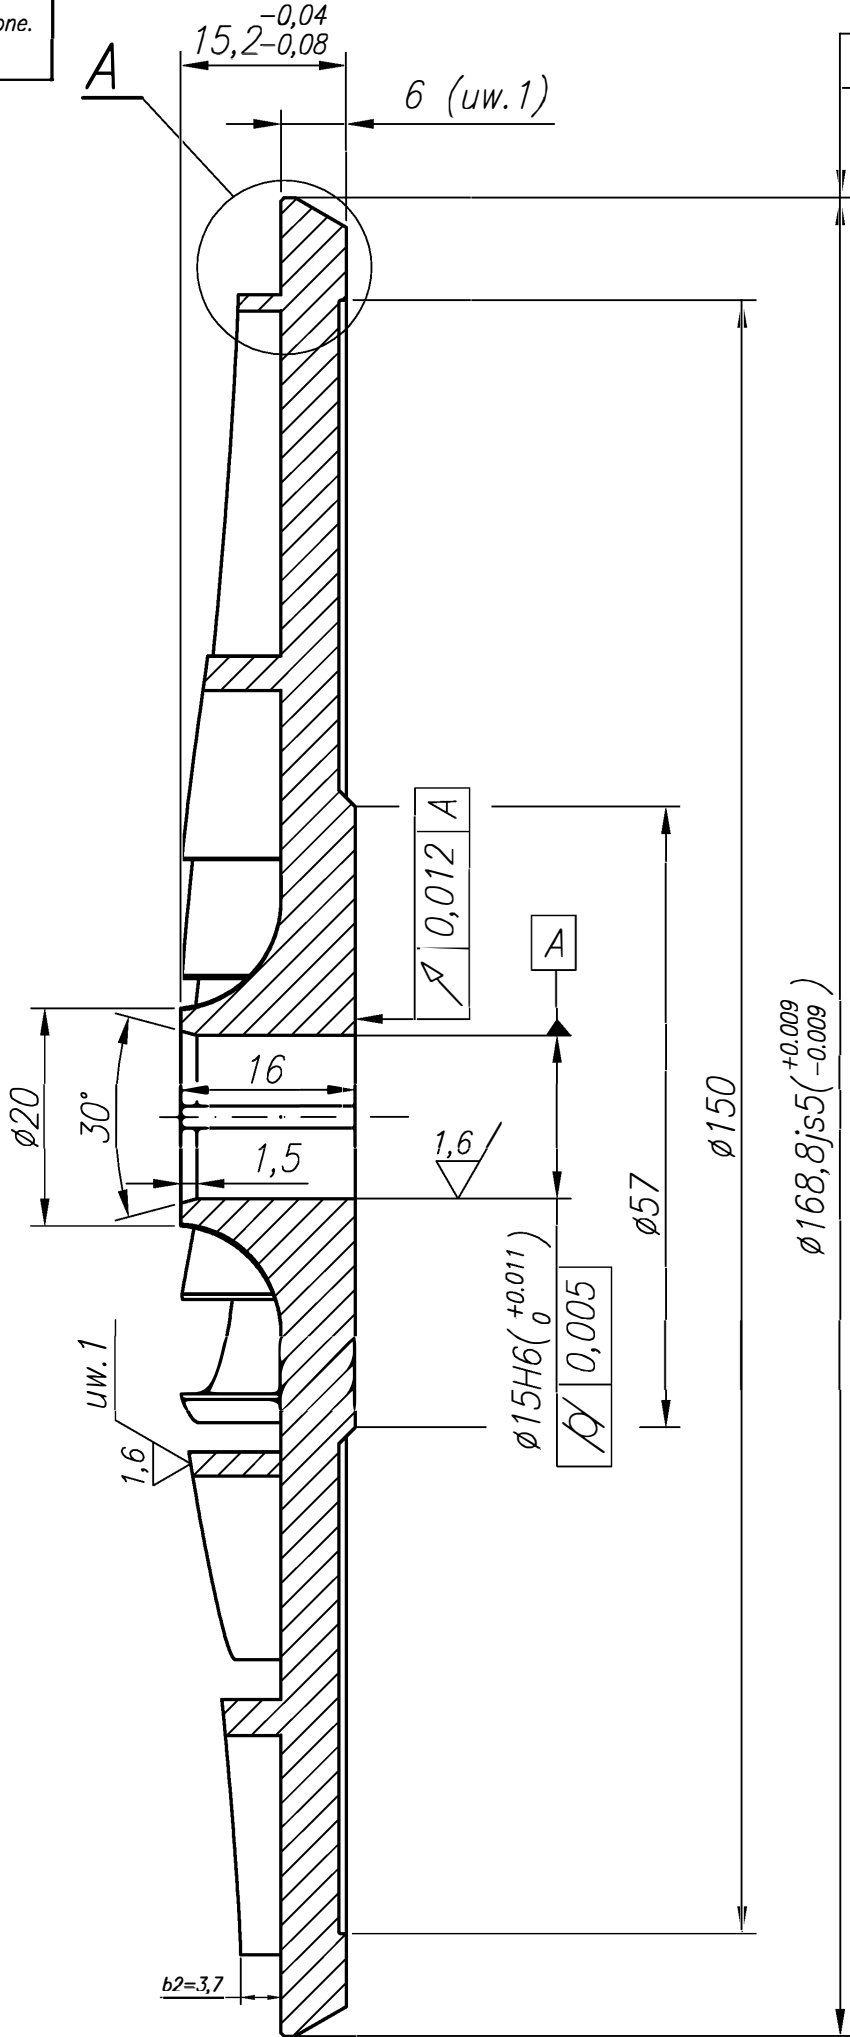 one.
-0,04
15,2-0,08
A
6 (uw.1)
0,012 A
A
ø20
30°
16
1,5
1,6
ø57
ø150
ø168,8js5(+0.009 -0.009)
ø15H6(+0.011 0)
0,005
uw.1
1,6
b2=3,7